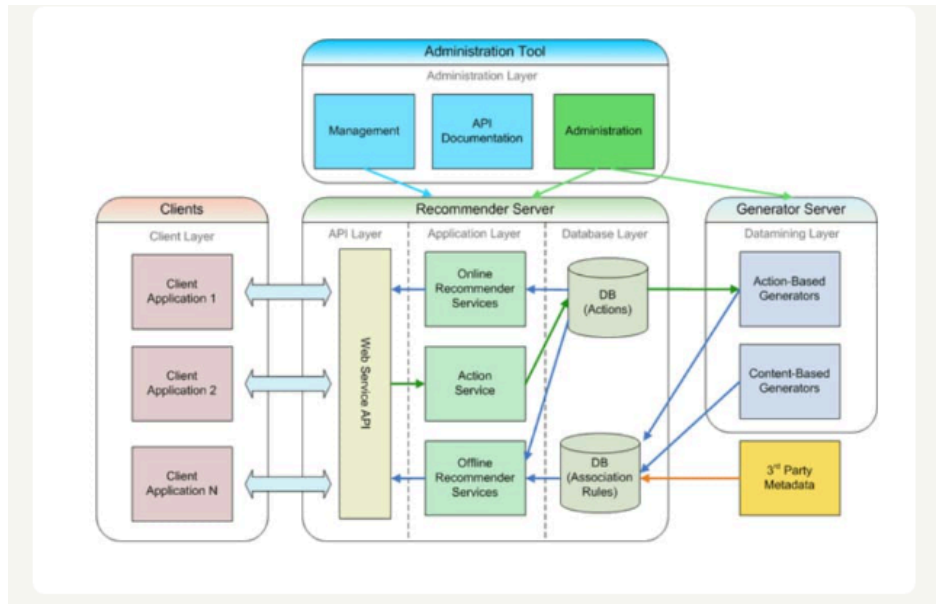 Administration Tool
Administration Layer
Management
API
Documentation
Administration
Clients
Client Layer
Client
Application 1
Client
Application 2
Client
Application N
Recommender Server
API Layer
Application Layer
Database Layer
Web Service API
Online
Recommender
Services
Action
Service
Offline
Recommender
Services
DB
(Actions)
DB
(Association
Rules)
Generator Server
Datamining Layer
Action-Based
Generators
Content-Based
Generators
3rd Party
Metadata